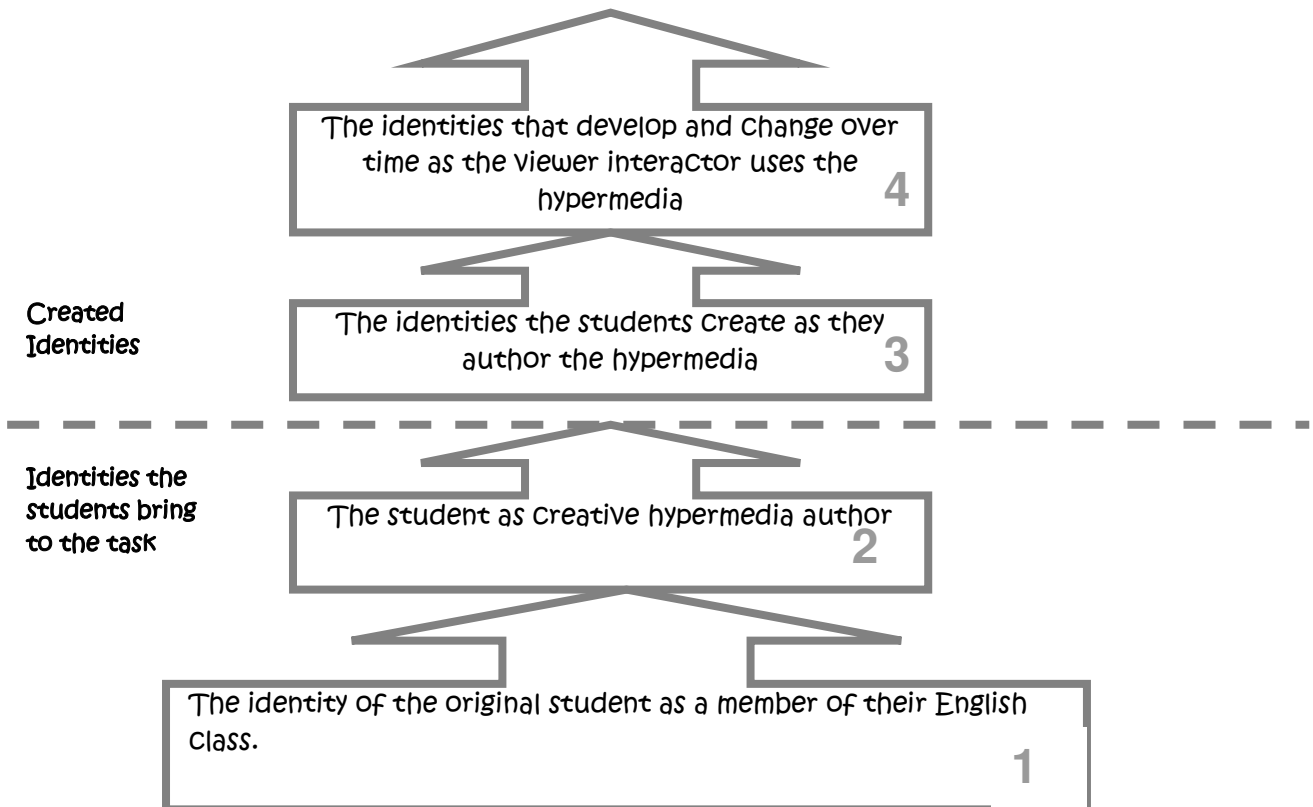 The identities that develop and change over
time as the viewer interactor uses the
hypermedia
4
Created
Identities
The identities the students create as they
author the hypermedia
3
Identities the
students bring
to the task
The student as creative hypermedia author
2
The identity of the original student as a member of their English
class.
1